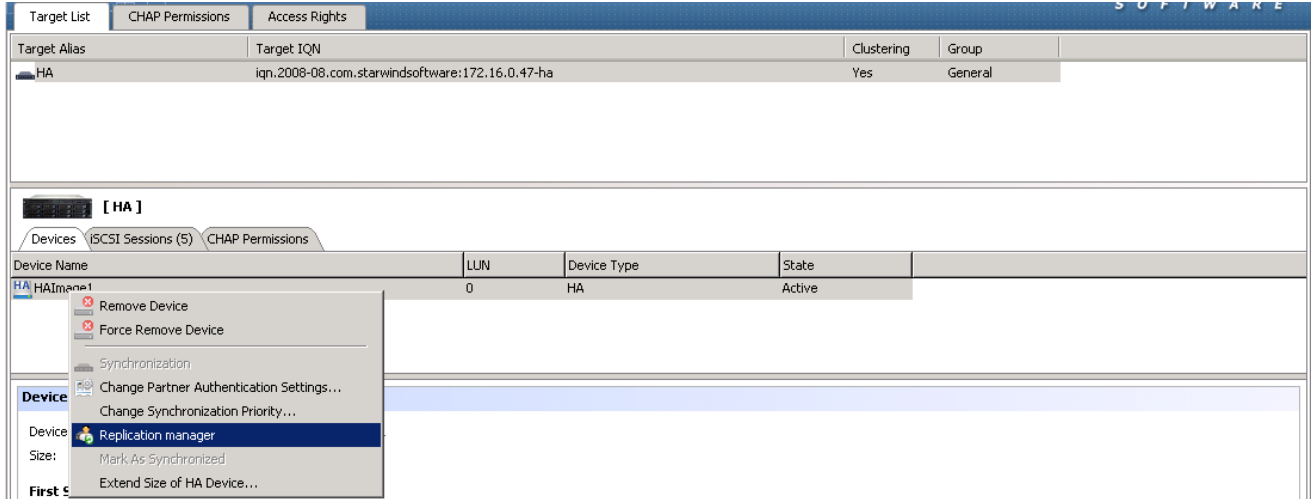 SOFTWARE
Target List CHAP Permissions Access Rights
Target Alias Target IQN Clustering Group
HA iqn.2008-08.com.starwindsoftware:172.16.0.47-ha Yes General
[ HA ]
Devices iSCSI Sessions (5) CHAP Permissions
Device Name LUN Device Type State
HA HAImage1 0 HA Active
Remove Device
Force Remove Device
Synchronization
Change Partner Authentication Settings...
Device
Change Synchronization Priority...
Device Replication manager
Size: Mark As Synchronized
Extend Size of HA Device...
First S